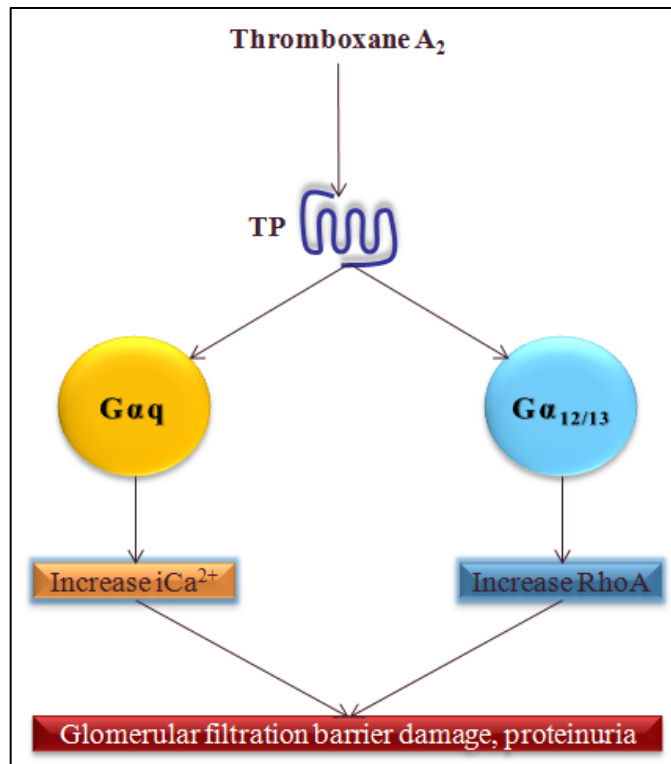 Thromboxane A₂
TP
Gαq
Gα₁₂/₁₃
Increase iCa²⁺
Increase RhoA
Glomerular filtration barrier damage, proteinuria